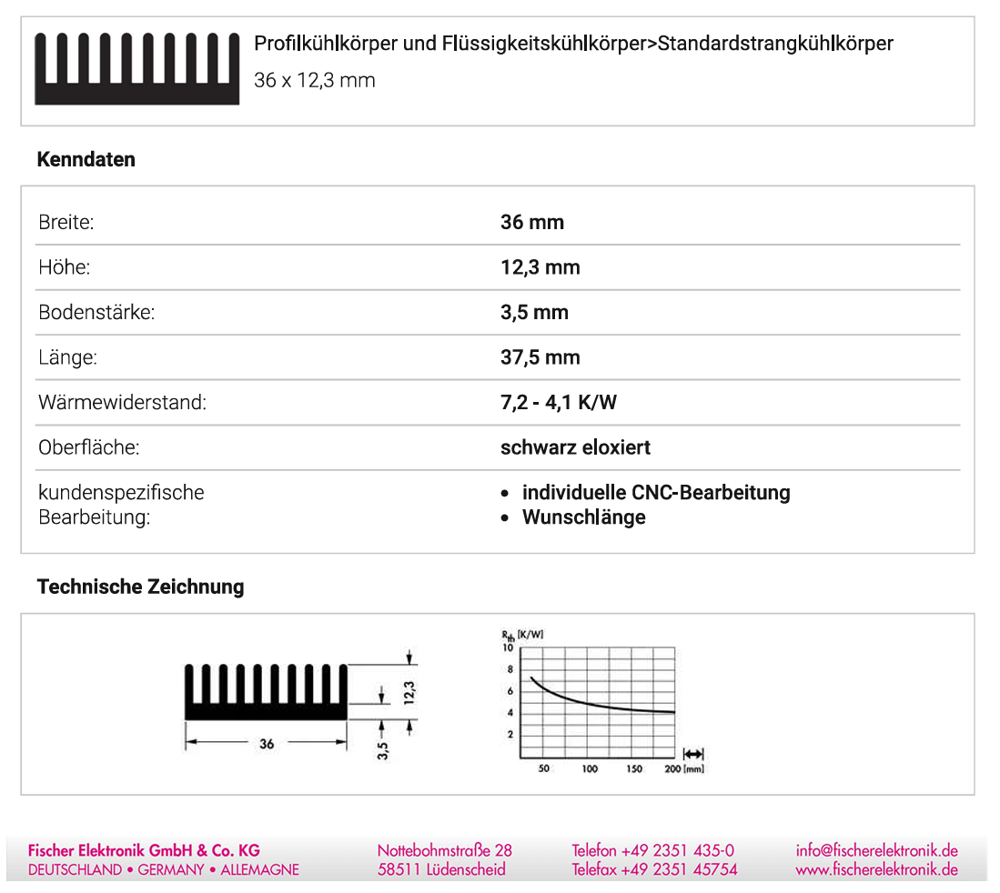 Profilkühlkörper und Flüssigkeitskühlkörper>Standardstrangkühlkörper
36 x 12,3 mm
Kenndaten
Breite: 36 mm
Höhe: 12,3 mm
Bodenstärke: 3,5 mm
Länge: 37,5 mm
Wärmewiderstand: 7,2 - 4,1 K/W
Oberfläche: schwarz eloxiert
kundenspezifische • individuelle CNC-Bearbeitung
Bearbeitung: • Wunschlänge
Technische Zeichnung
36
3,5
12,3
Rth [K/W]
10
8
6
4
2
50 100 150 200 [mm]
Fischer Elektronik GmbH & Co. KG Nottebohmstraße 28 Telefon +49 2351 435-0 info@fischerelektronik.de
DEUTSCHLAND • GERMANY • ALLEMAGNE 58511 Lüdenscheid Telefax +49 2351 45754 www.fischerelektronik.de